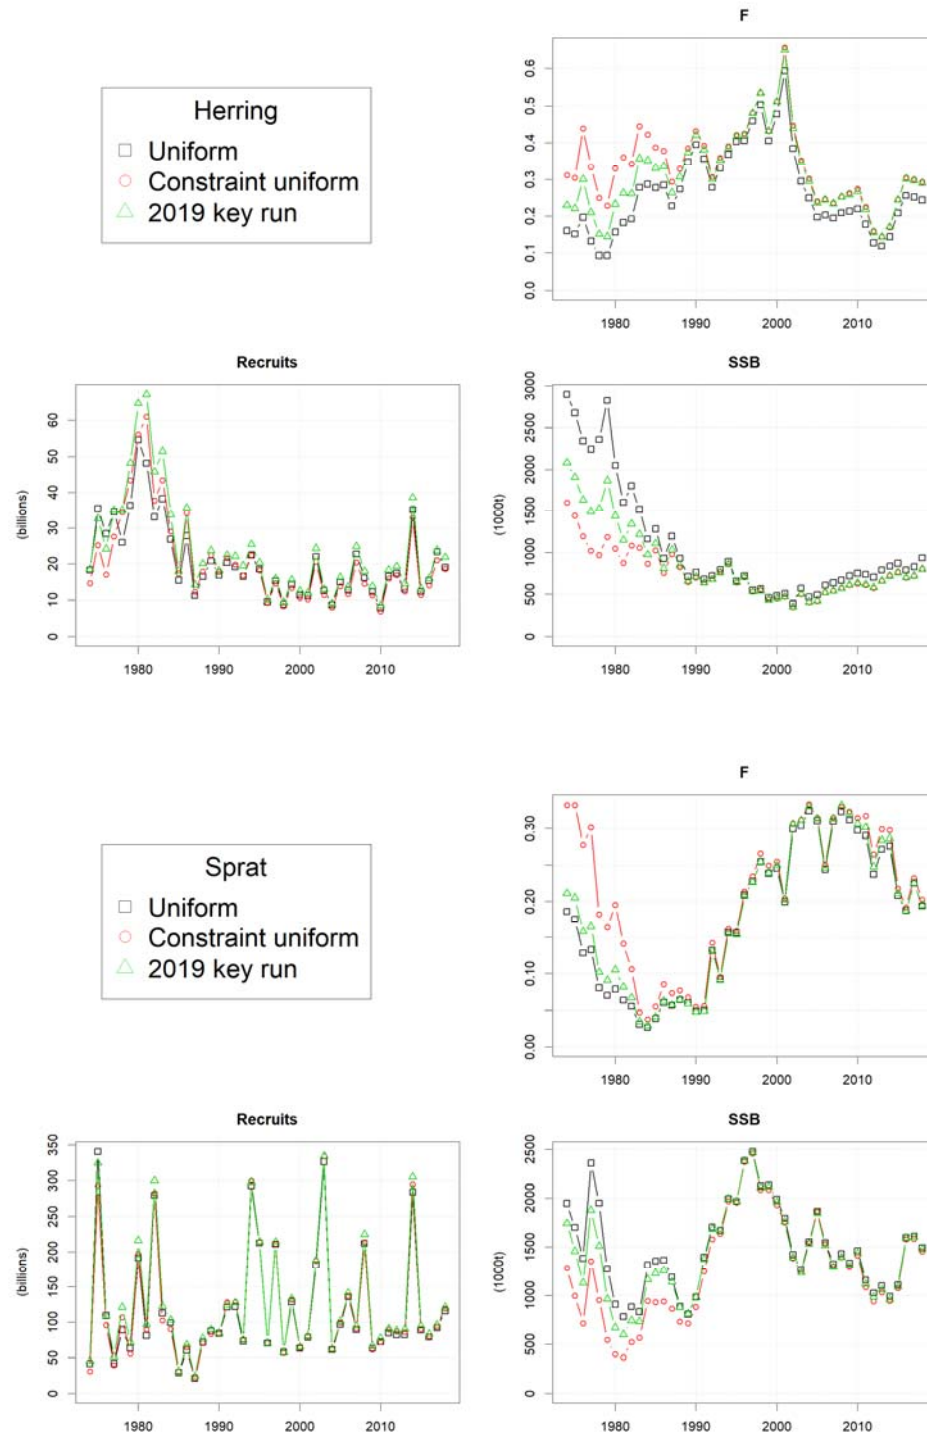 F
Herring
Uniform
Constraint uniform
2019 key run
0.6
0.5
0.4
0.3
0.2
0.1
0.0
1980 1990 2000 2010
Recruits
(billions)
60
50
40
30
20
10
0
1980 1990 2000 2010
SSB
(1000t)
3000
2500
2000
1500
1000
500
0
1980 1990 2000 2010
F
Sprat
Uniform
Constraint uniform
2019 key run
0.30
0.20
0.10
0.00
1980 1990 2000 2010
Recruits
(billions)
350
300
250
200
150
100
50
0
1980 1990 2000 2010
SSB
(1000t)
2500
2000
1500
1000
500
0
1980 1990 2000 2010